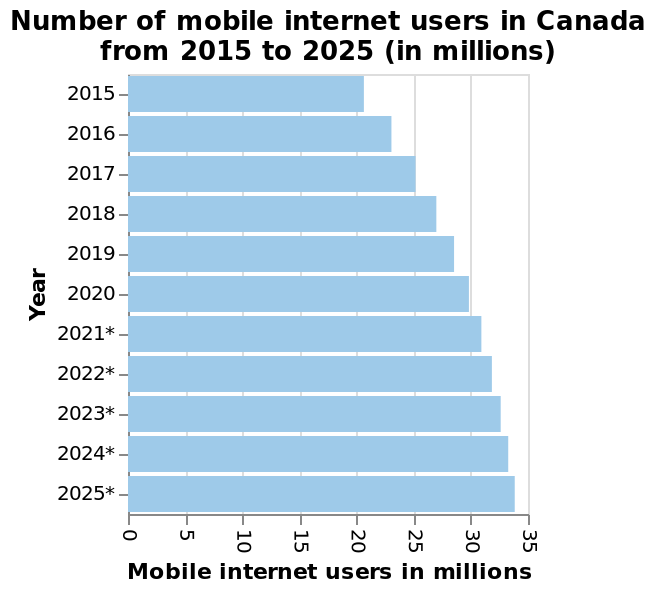 Number of mobile internet users in Canada
from 2015 to 2025 (in millions)
2015
2016
2017
2018
2019
2020
2021*
2022*
2023*
2024*
2025*
Year
0 5 10 15 20 25 30 35
Mobile internet users in millions